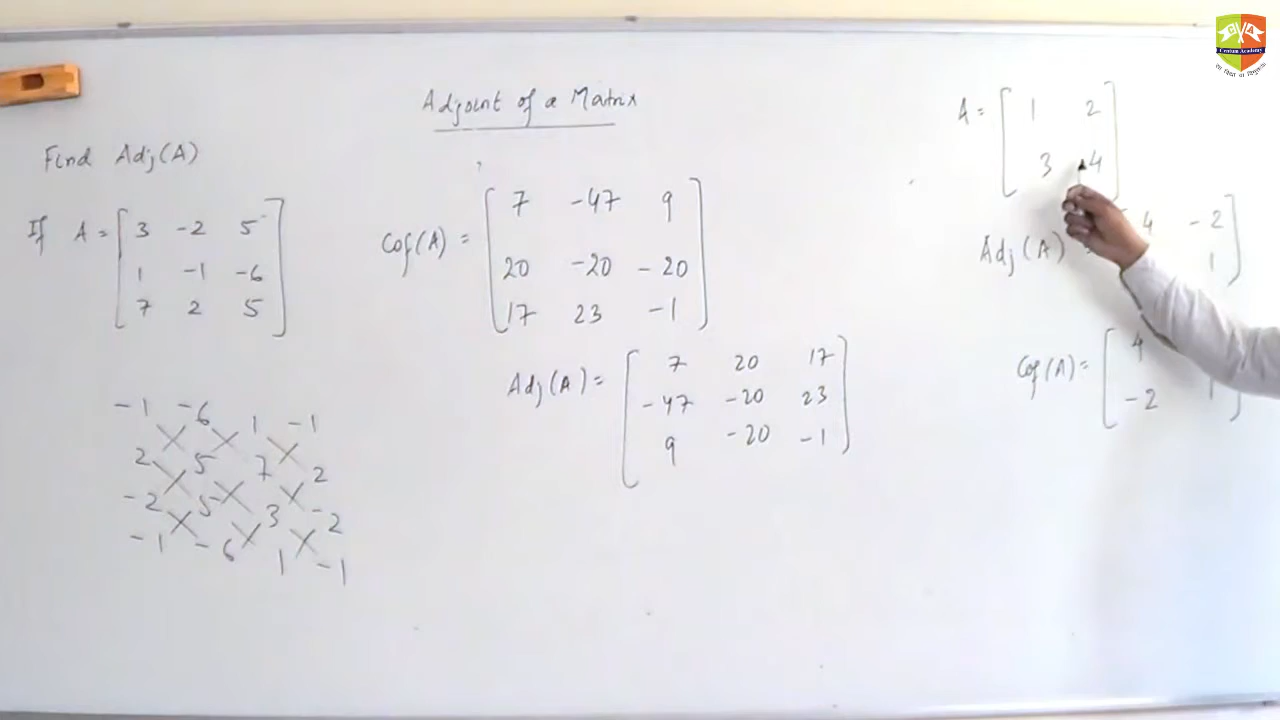 Adjoint of a Matrix
Find Adj(A)
If A = [ 3 -2 5
1 -1 -6
7 2 5 ]
-1 -6 1 -1
2 5 7 2
-2 5 3 -2
-1 -6 1 -1
Cof(A) = [ 7 -47 9
20 -20 -20
17 23 -1 ]
Adj(A) = [ 7 20 17
-47 -20 23
9 -20 -1 ]
A = [ 1 2
3 4 ]
Adj(A) = [ 4 -2
1 ]
Cof(A) = [ 4
-2 1 ]
Centum Academy